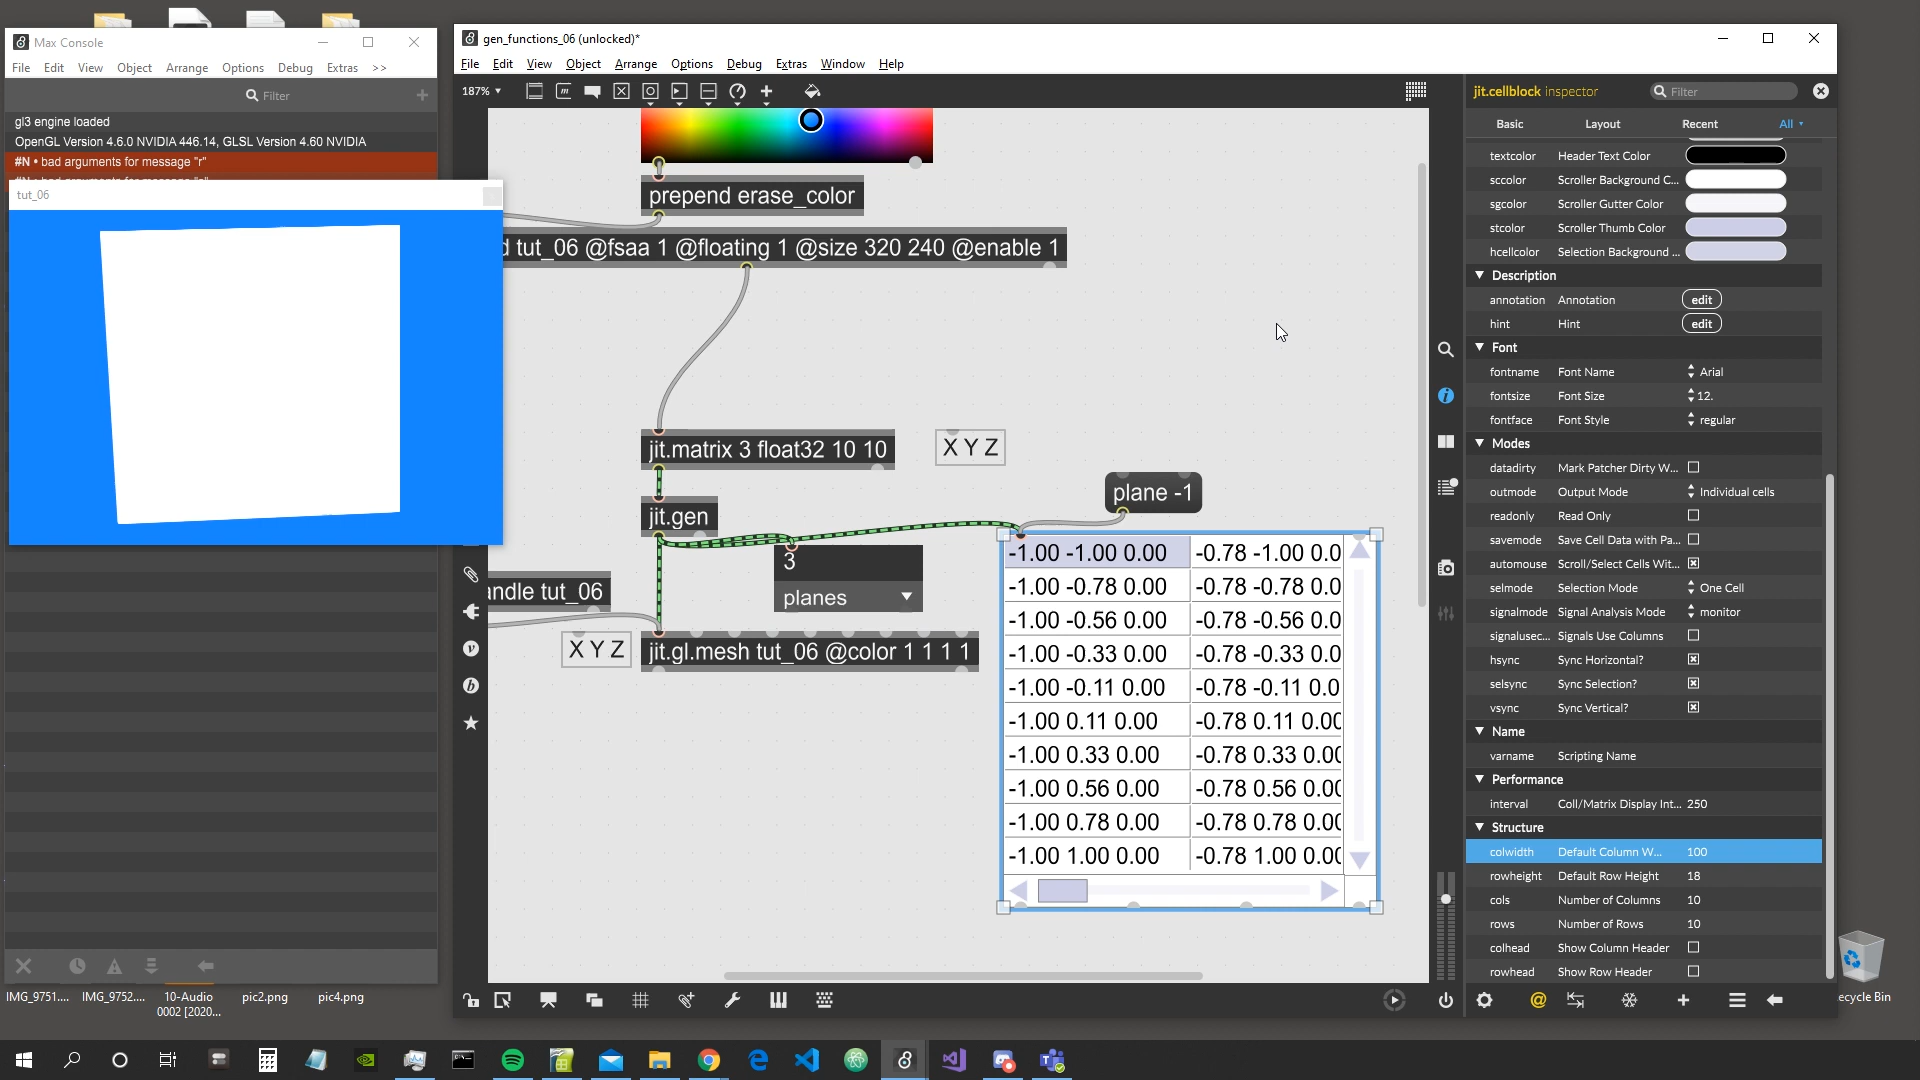 Max Console
File Edit View Object Arrange Options Debug Extras >>
Filter
gl3 engine loaded
OpenGL Version 4.6.0 NVIDIA 446.14, GLSL Version 4.60 NVIDIA
#N • bad arguments for message "r"
tut_06
gen_functions_06 (unlocked)*
File Edit View Object Arrange Options Debug Extras Window Help
187%
prepend erase_color
d tut_06 @fsaa 1 @floating 1 @size 320 240 @enable 1
jit.matrix 3 float32 10 10
X Y Z
plane -1
jit.gen
3
planes
andle tut_06
X Y Z
jit.gl.mesh tut_06 @color 1 1 1 1
-1.00 -1.00 0.00 -0.78 -1.00 0.0
-1.00 -0.78 0.00 -0.78 -0.78 0.0
-1.00 -0.56 0.00 -0.78 -0.56 0.0
-1.00 -0.33 0.00 -0.78 -0.33 0.0
-1.00 -0.11 0.00 -0.78 -0.11 0.0
-1.00 0.11 0.00 -0.78 0.11 0.00
-1.00 0.33 0.00 -0.78 0.33 0.00
-1.00 0.56 0.00 -0.78 0.56 0.00
-1.00 0.78 0.00 -0.78 0.78 0.00
-1.00 1.00 0.00 -0.78 1.00 0.00
jit.cellblock inspector
Filter
Basic Layout Recent All
textcolor Header Text Color
sccolor Scroller Background C...
sgcolor Scroller Gutter Color
stcolor Scroller Thumb Color
hcellcolor Selection Background ...
Description
annotation Annotation edit
hint Hint edit
Font
fontname Font Name Arial
fontsize Font Size 12.
fontface Font Style regular
Modes
datadirty Mark Patcher Dirty W...
outmode Output Mode Individual cells
readonly Read Only
savemode Save Cell Data with Pa...
automouse Scroll/Select Cells Wit...
selmode Selection Mode One Cell
signalmode Signal Analysis Mode monitor
signalusec... Signals Use Columns
hsync Sync Horizontal?
selsync Sync Selection?
vsync Sync Vertical?
Name
varname Scripting Name
Performance
interval Coll/Matrix Display Int... 250
Structure
colwidth Default Column W... 100
rowheight Default Row Height 18
cols Number of Columns 10
rows Number of Rows 10
colhead Show Column Header
rowhead Show Row Header
IMG_9751.... IMG_9752.... 10-Audio 0002 [2020... pic2.png pic4.png
ecycle Bin